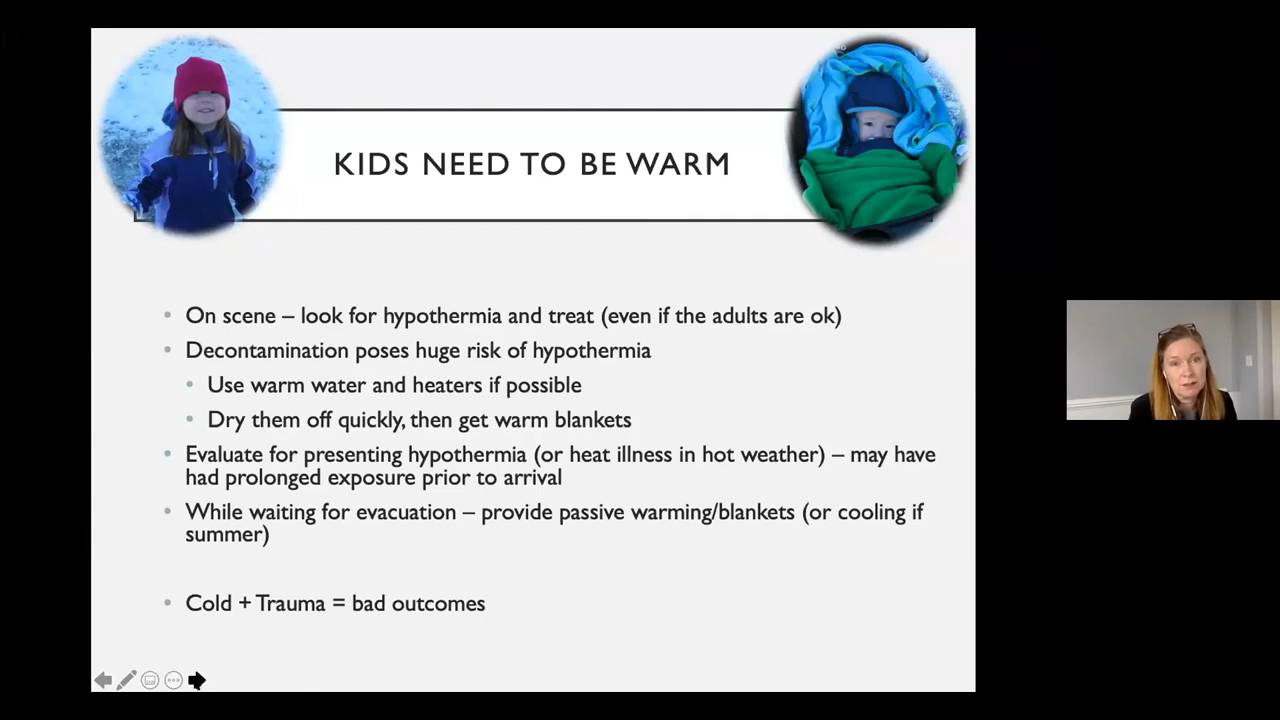 KIDS NEED TO BE WARM
• On scene – look for hypothermia and treat (even if the adults are ok)
• Decontamination poses huge risk of hypothermia
• Use warm water and heaters if possible
• Dry them off quickly, then get warm blankets
• Evaluate for presenting hypothermia (or heat illness in hot weather) – may have
had prolonged exposure prior to arrival
• While waiting for evacuation – provide passive warming/blankets (or cooling if
summer)
• Cold + Trauma = bad outcomes